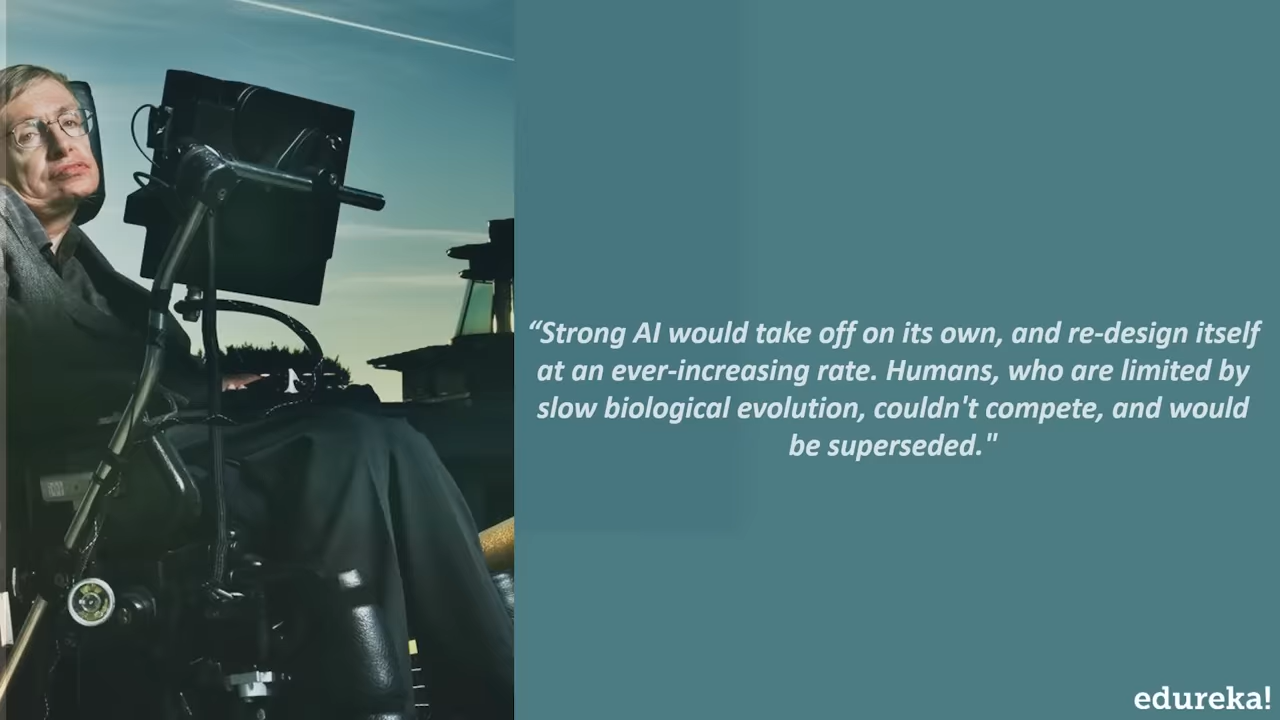 “Strong AI would take off on its own, and re-design itself
at an ever-increasing rate. Humans, who are limited by
slow biological evolution, couldn't compete, and would
be superseded."
edureka!